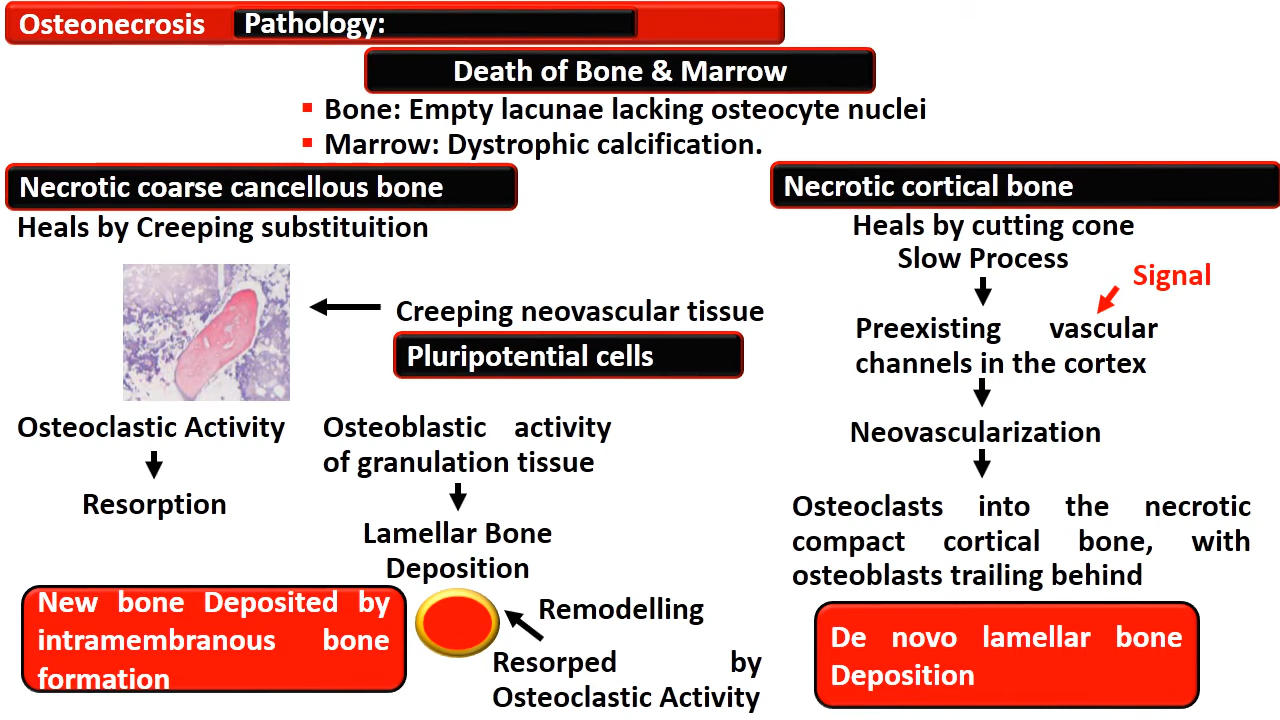 Osteonecrosis Pathology:
Death of Bone & Marrow
Bone: Empty lacunae lacking osteocyte nuclei
Marrow: Dystrophic calcification.
Necrotic coarse cancellous bone
Heals by Creeping substituition
Creeping neovascular tissue
Pluripotential cells
Osteoclastic Activity
Resorption
Osteoblastic activity
of granulation tissue
Lamellar Bone
Deposition
New bone Deposited by
intramembranous bone
formation
Remodelling
Resorped by
Osteoclastic Activity
Necrotic cortical bone
Heals by cutting cone
Slow Process
Signal
Preexisting vascular
channels in the cortex
Neovascularization
Osteoclasts into the necrotic
compact cortical bone, with
osteoblasts trailing behind
De novo lamellar bone
Deposition